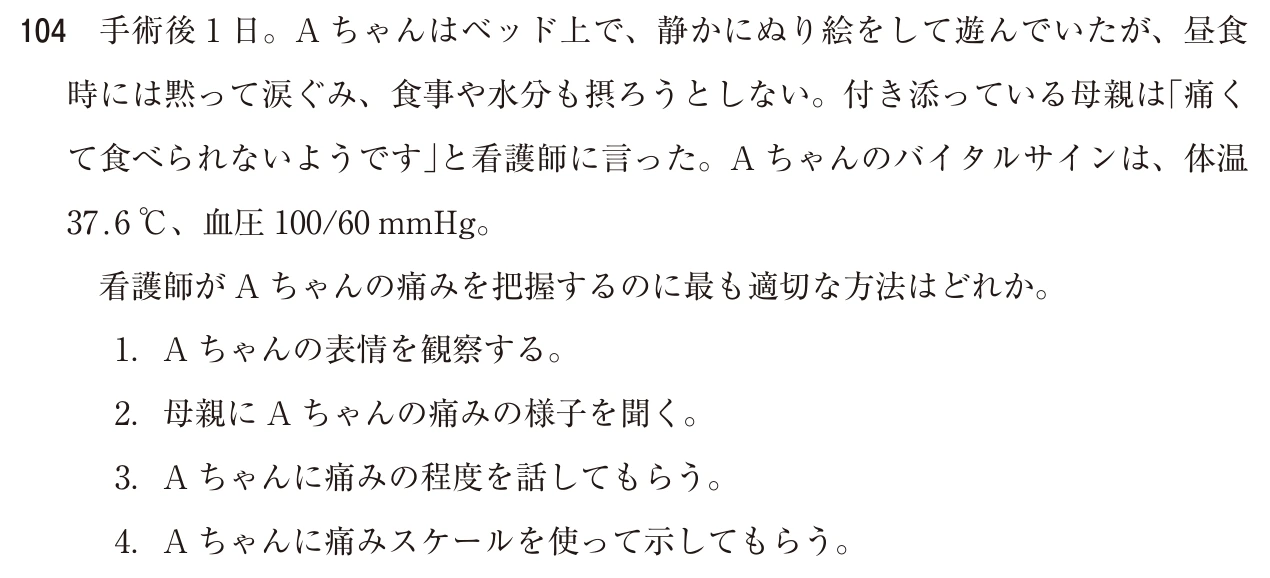 104 手術後 1 日。A ちゃんはベッド上で、静かにぬり絵をして遊んでいたが、昼食
時には黙って涙ぐみ、食事や水分も摂ろうとしない。付き添っている母親は「痛く
て食べられないようです」と看護師に言った。A ちゃんのバイタルサインは、体温
37.6 ℃、血圧 100/60 mmHg。
看護師が A ちゃんの痛みを把握するのに最も適切な方法はどれか。
1. A ちゃんの表情を観察する。
2. 母親に A ちゃんの痛みの様子を聞く。
3. A ちゃんに痛みの程度を話してもらう。
4. A ちゃんに痛みスケールを使って示してもらう。